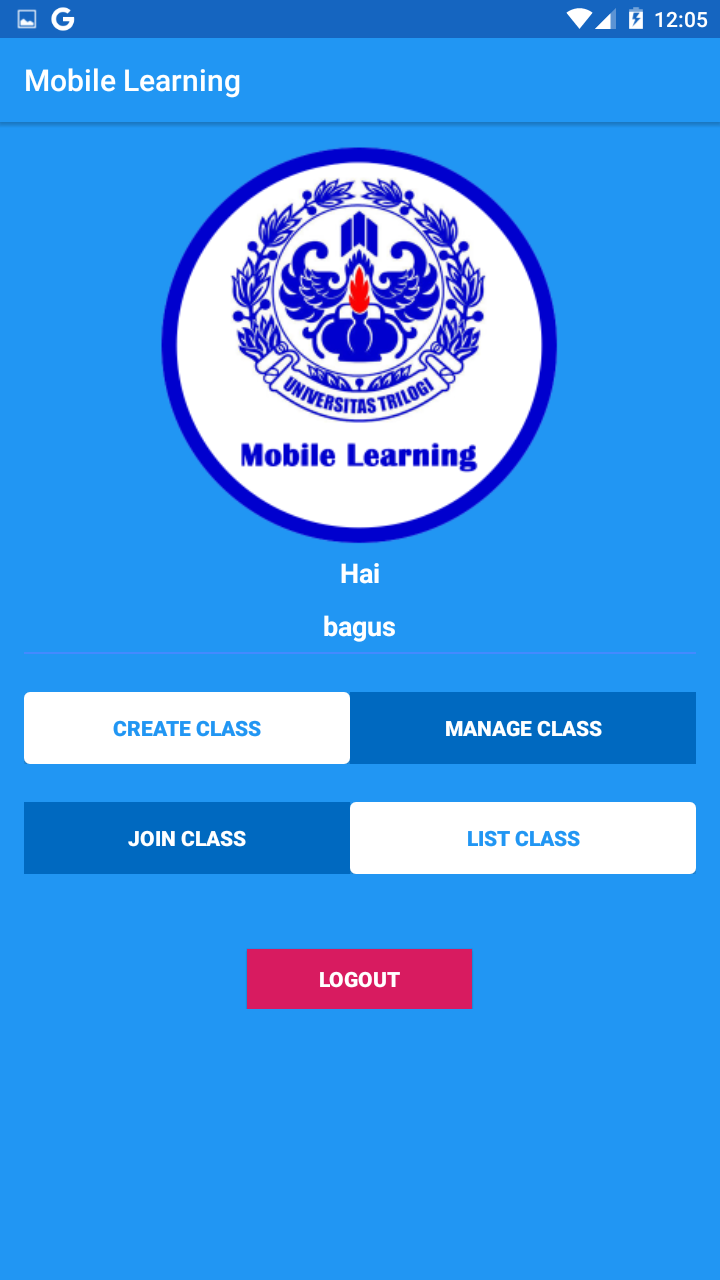 12:05
Mobile Learning
UNIVERSITAS TRILOGI
Mobile Learning
Hai
bagus
CREATE CLASS
MANAGE CLASS
JOIN CLASS
LIST CLASS
LOGOUT